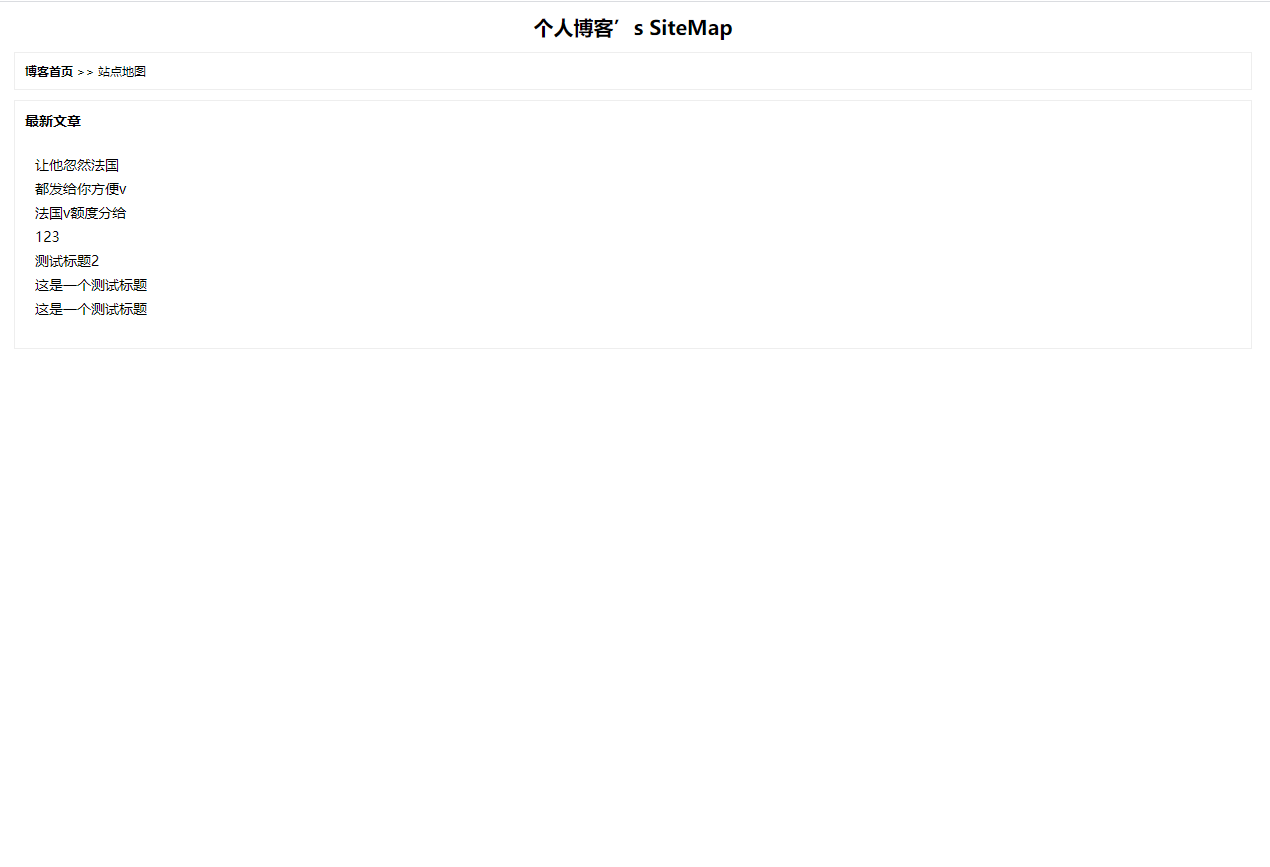 个人博客’s SiteMap
博客首页 >> 站点地图
最新文章
让他忽然法国
都发给你方便v
法国v额度分给
123
测试标题2
这是一个测试标题
这是一个测试标题